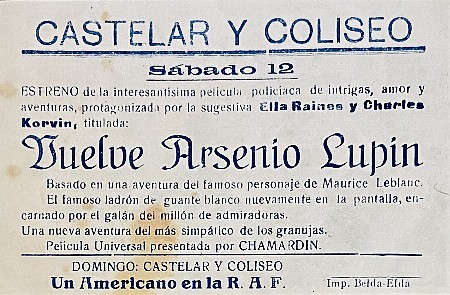 CASTELAR Y COLISEO
Sábado 12
ESTRENO de la interesantísima película policiaca de intrigas, amor y
aventuras, protagonizada por la sugestiva Ella Raines y Charles
Korvin, titulada:
Vuelve Arsenio Lupin
Basado en una aventura del famoso personaje de Maurice Leblanc.
El famoso ladrón de guante blanco nuevamente en la pantalla, en-
carnado por el galán del millón de admiradoras.
Una nueva aventura del más simpático de los granujas.
Película Universal presentada por CHAMARDIN.
DOMINGO: CASTELAR Y COLISEO
Un Americano en la R. A. F.
Imp. Belda-Elda